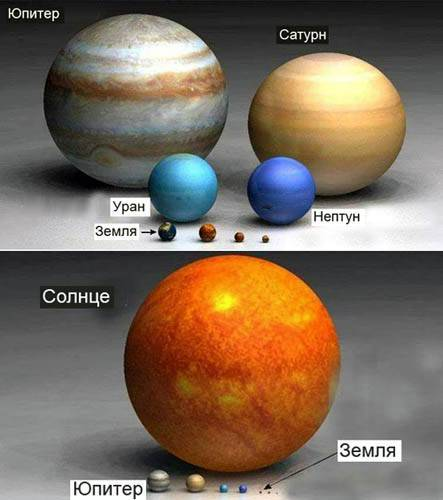 Юпитер
Сатурн
Уран
Нептун
Земля
Солнце
Земля
Юпитер